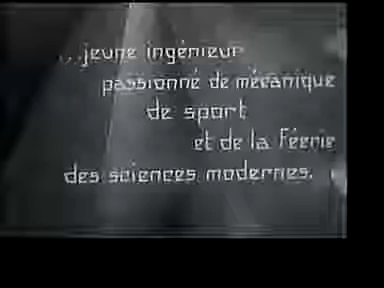 ...jeune ingénieur
passionné de mécanique
de sport
et de la Féerie
des sciences modernes.